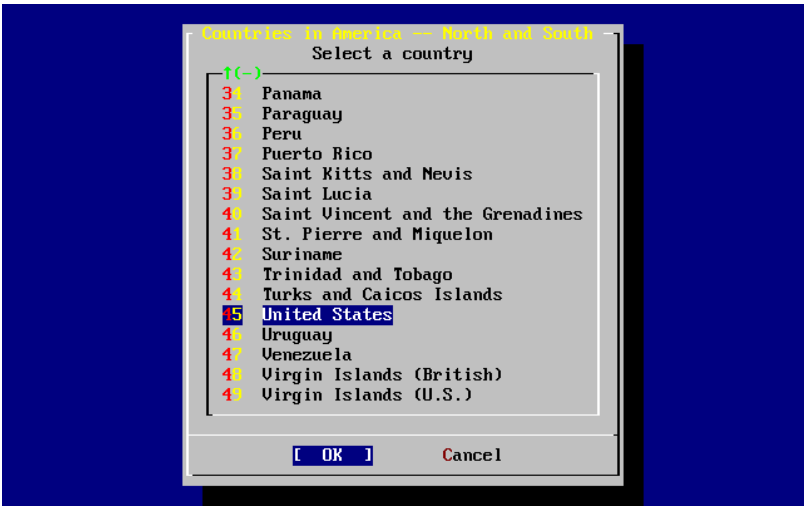 Countries in America -- North and South
Select a country
↑(-)
34 Panama
35 Paraguay
36 Peru
37 Puerto Rico
38 Saint Kitts and Nevis
39 Saint Lucia
40 Saint Vincent and the Grenadines
41 St. Pierre and Miquelon
42 Suriname
43 Trinidad and Tobago
44 Turks and Caicos Islands
45 United States
46 Uruguay
47 Venezuela
48 Virgin Islands (British)
49 Virgin Islands (U.S.)
[ OK ] Cancel